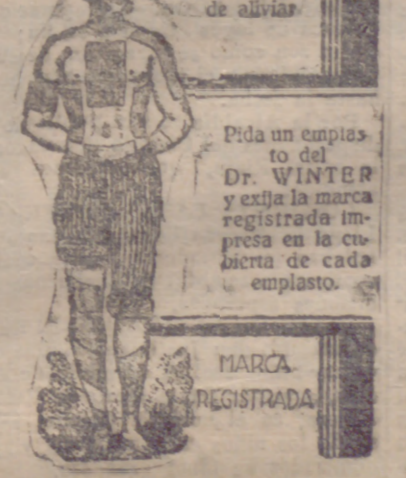 de aliviar
Pida un emplas-
to del
Dr. WINTER
y exija la marca
registrada im-
presa en la cu-
bierta de cada
emplasto.
MARCA
REGISTRADA